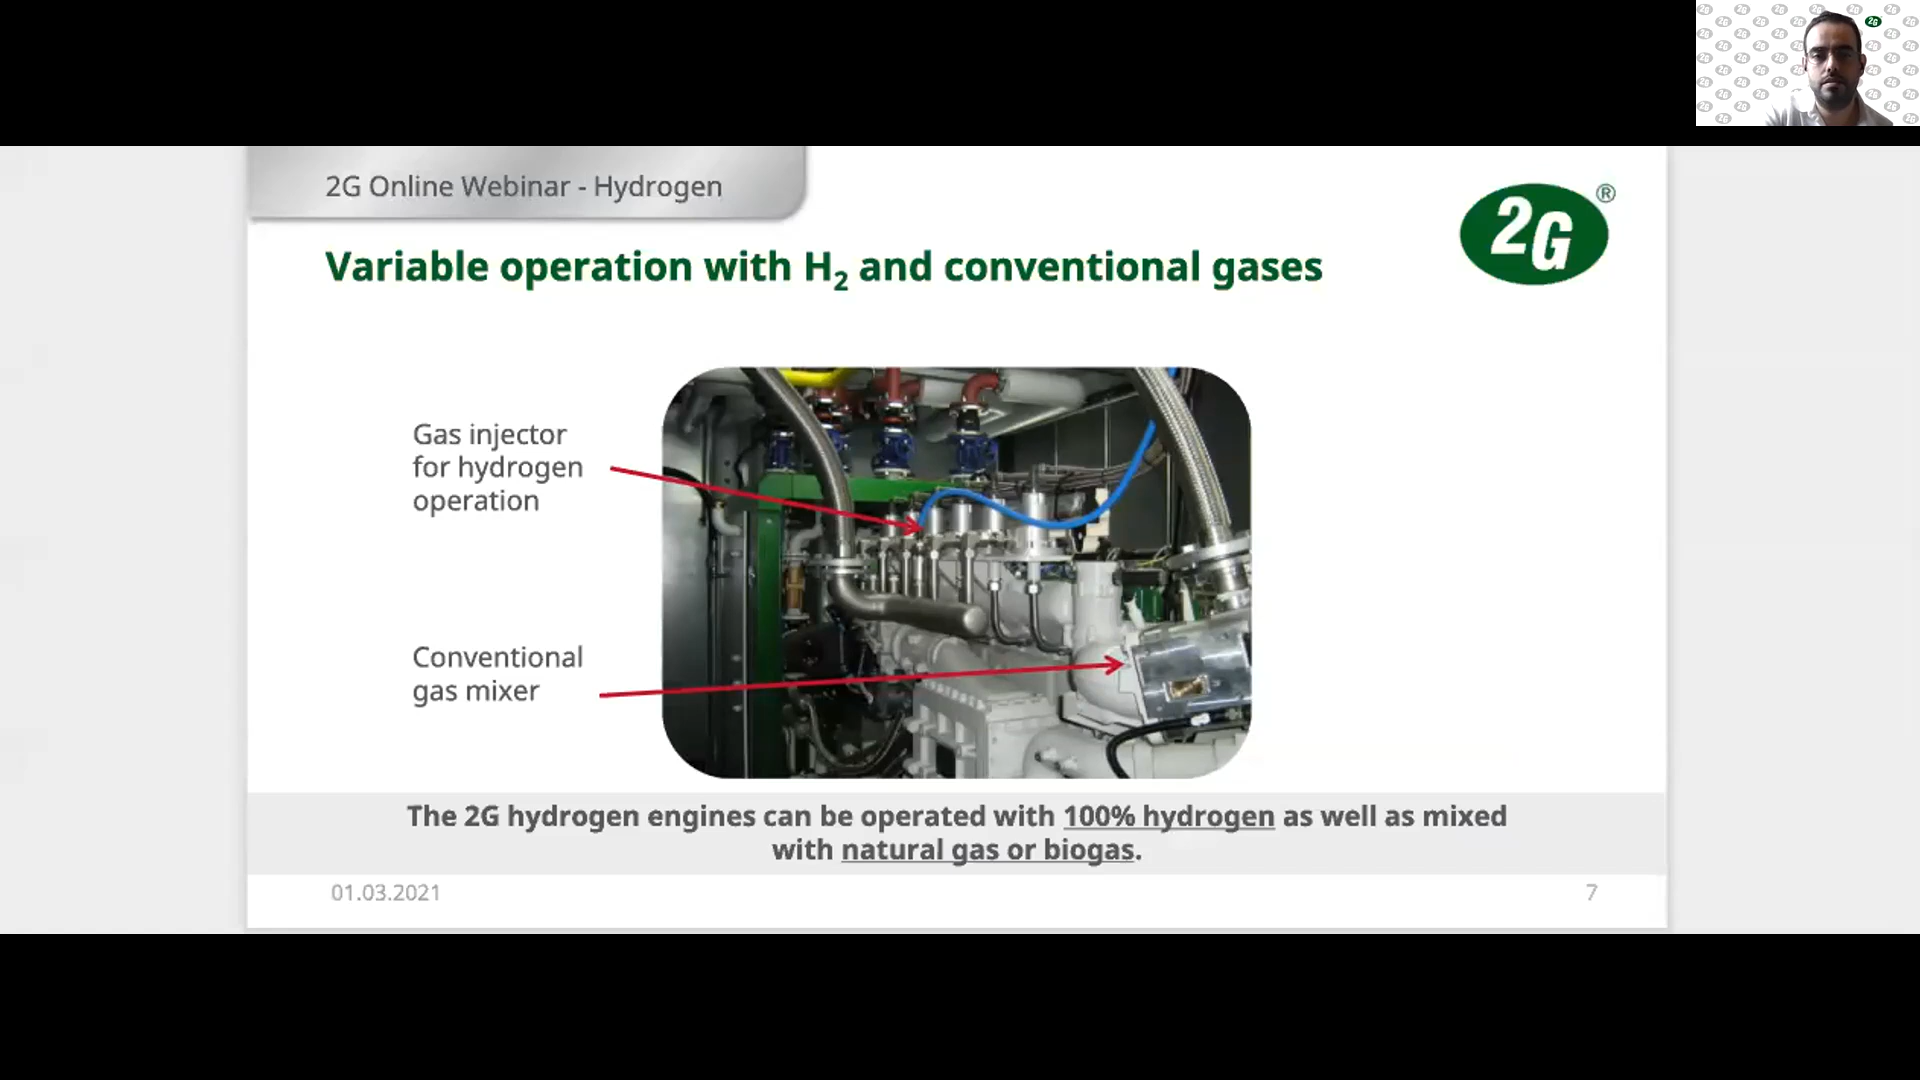 2G Online Webinar - Hydrogen
2G®
Variable operation with H₂ and conventional gases
Gas injector
for hydrogen
operation
Conventional
gas mixer
The 2G hydrogen engines can be operated with 100% hydrogen as well as mixed
with natural gas or biogas.
01.03.2021
7